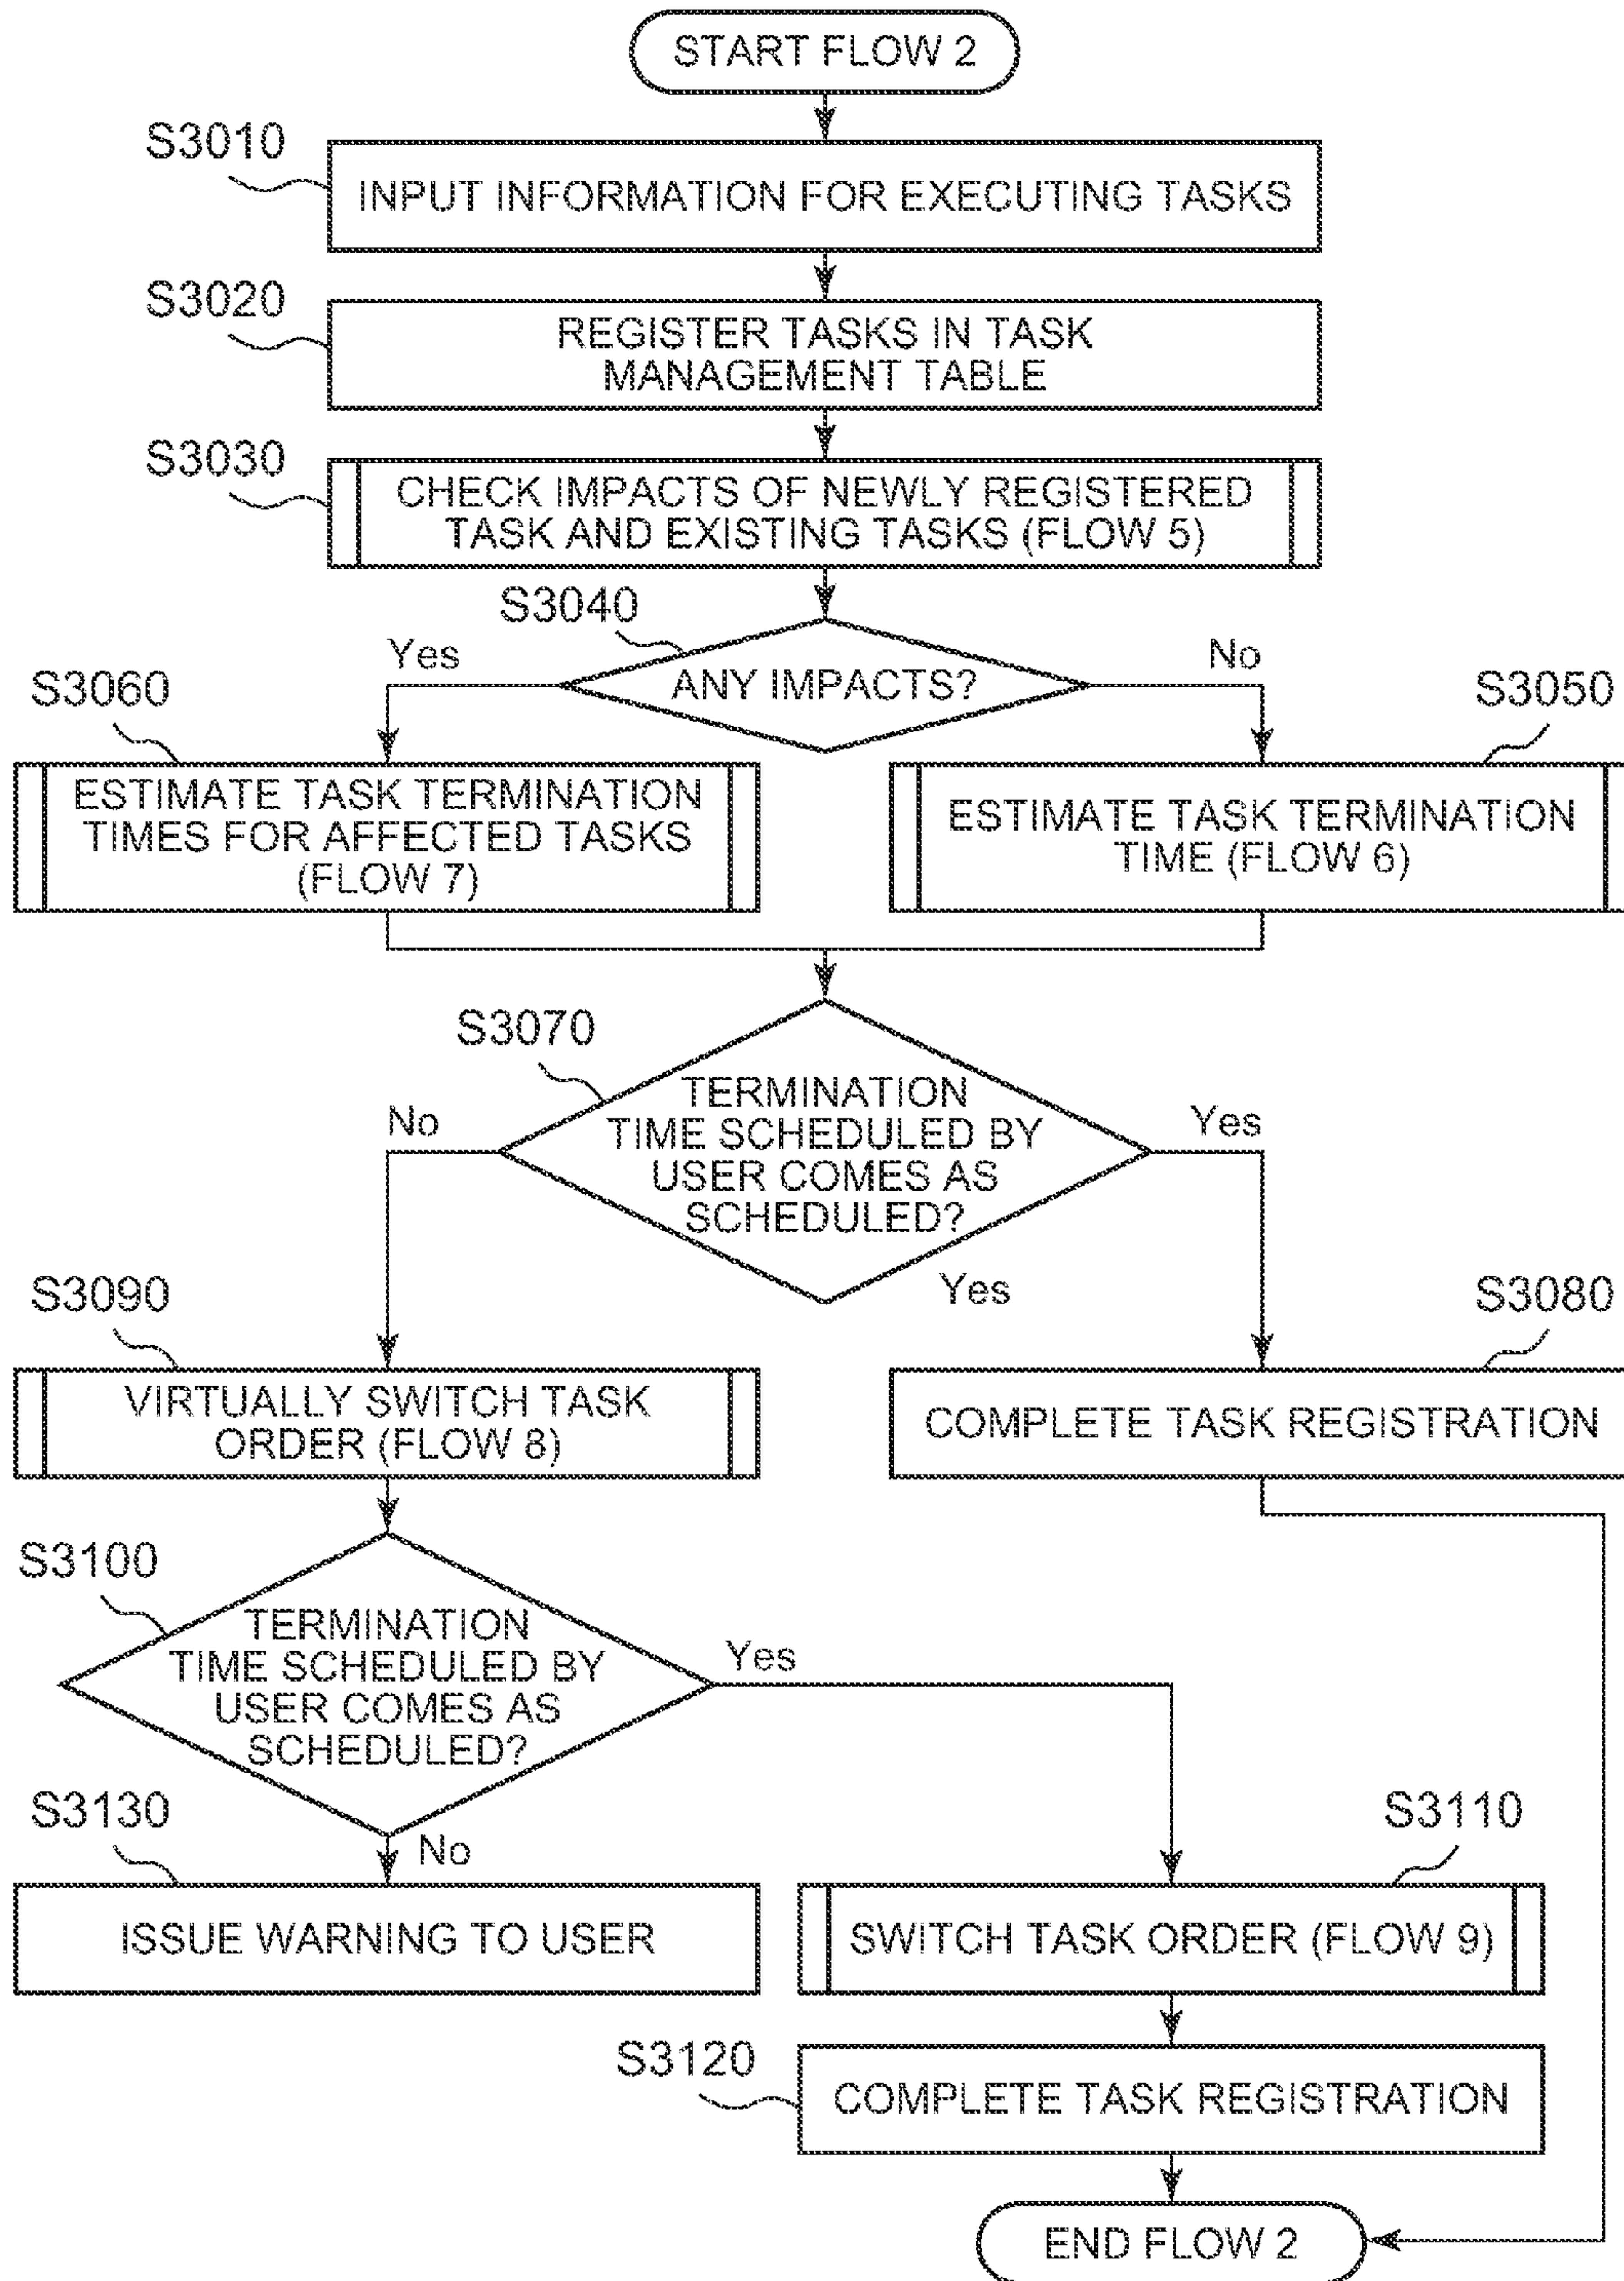 START FLOW 2
S3010
INPUT INFORMATION FOR EXECUTING TASKS
S3020
REGISTER TASKS IN TASK
MANAGEMENT TABLE
S3030
CHECK IMPACTS OF NEWLY REGISTERED
TASK AND EXISTING TASKS (FLOW 5)
S3040
ANY IMPACTS?
Yes
No
S3060
ESTIMATE TASK TERMINATION
TIMES FOR AFFECTED TASKS
(FLOW 7)
S3050
ESTIMATE TASK TERMINATION
TIME (FLOW 6)
S3070
TERMINATION
TIME SCHEDULED BY
USER COMES AS
SCHEDULED?
No
Yes
Yes
S3090
VIRTUALLY SWITCH TASK
ORDER (FLOW 8)
S3080
COMPLETE TASK REGISTRATION
S3100
TERMINATION
TIME SCHEDULED BY
USER COMES AS
SCHEDULED?
Yes
No
S3130
ISSUE WARNING TO USER
S3110
SWITCH TASK ORDER (FLOW 9)
S3120
COMPLETE TASK REGISTRATION
END FLOW 2